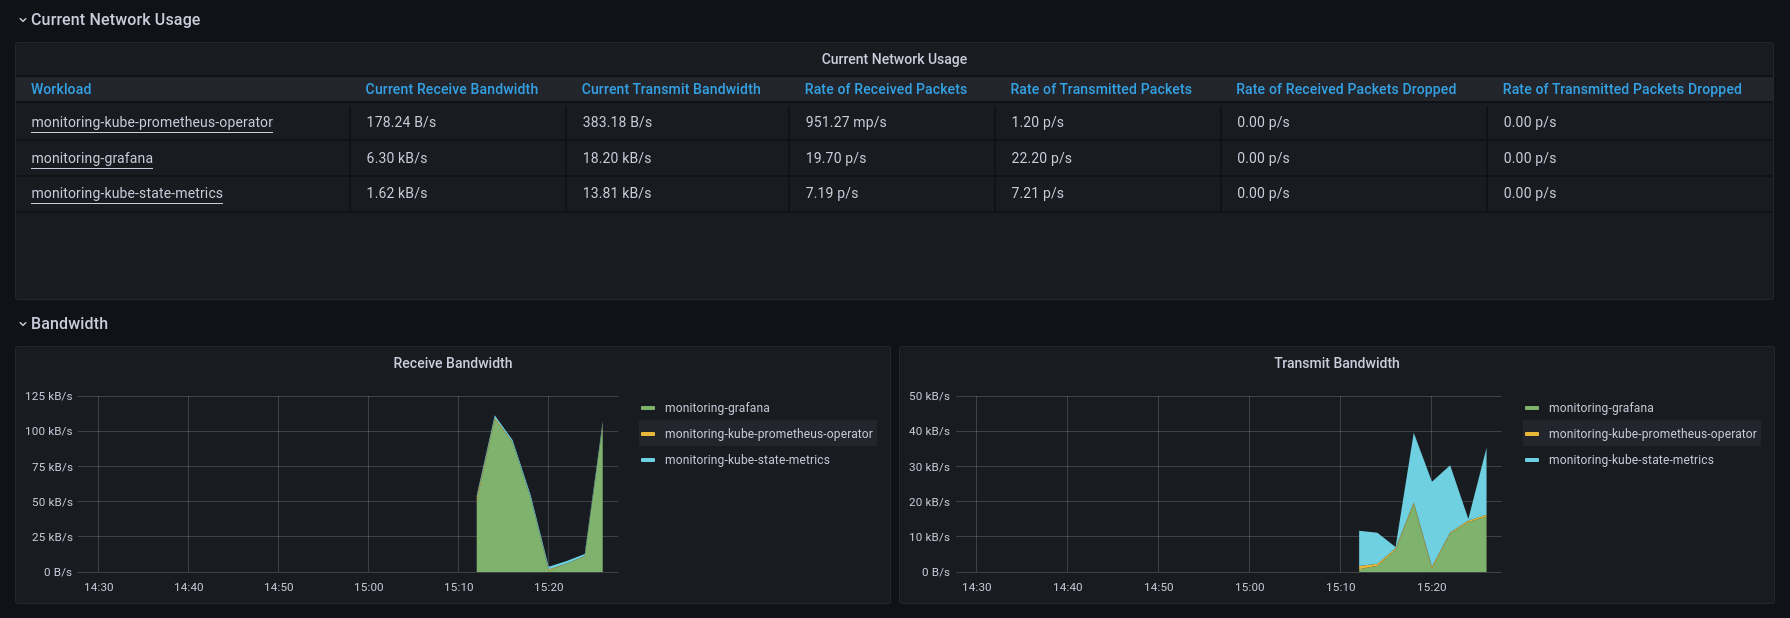 Current Network Usage
Current Network Usage
Workload Current Receive Bandwidth Current Transmit Bandwidth Rate of Received Packets Rate of Transmitted Packets Rate of Received Packets Dropped Rate of Transmitted Packets Dropped
monitoring-kube-prometheus-operator 178.24 B/s 383.18 B/s 951.27 mp/s 1.20 p/s 0.00 p/s 0.00 p/s
monitoring-grafana 6.30 kB/s 18.20 kB/s 19.70 p/s 22.20 p/s 0.00 p/s 0.00 p/s
monitoring-kube-state-metrics 1.62 kB/s 13.81 kB/s 7.19 p/s 7.21 p/s 0.00 p/s 0.00 p/s
Bandwidth
Receive Bandwidth
125 kB/s
100 kB/s
75 kB/s
50 kB/s
25 kB/s
0 B/s
14:30 14:40 14:50 15:00 15:10 15:20
monitoring-grafana
monitoring-kube-prometheus-operator
monitoring-kube-state-metrics
Transmit Bandwidth
50 kB/s
40 kB/s
30 kB/s
20 kB/s
10 kB/s
0 B/s
14:30 14:40 14:50 15:00 15:10 15:20
monitoring-grafana
monitoring-kube-prometheus-operator
monitoring-kube-state-metrics